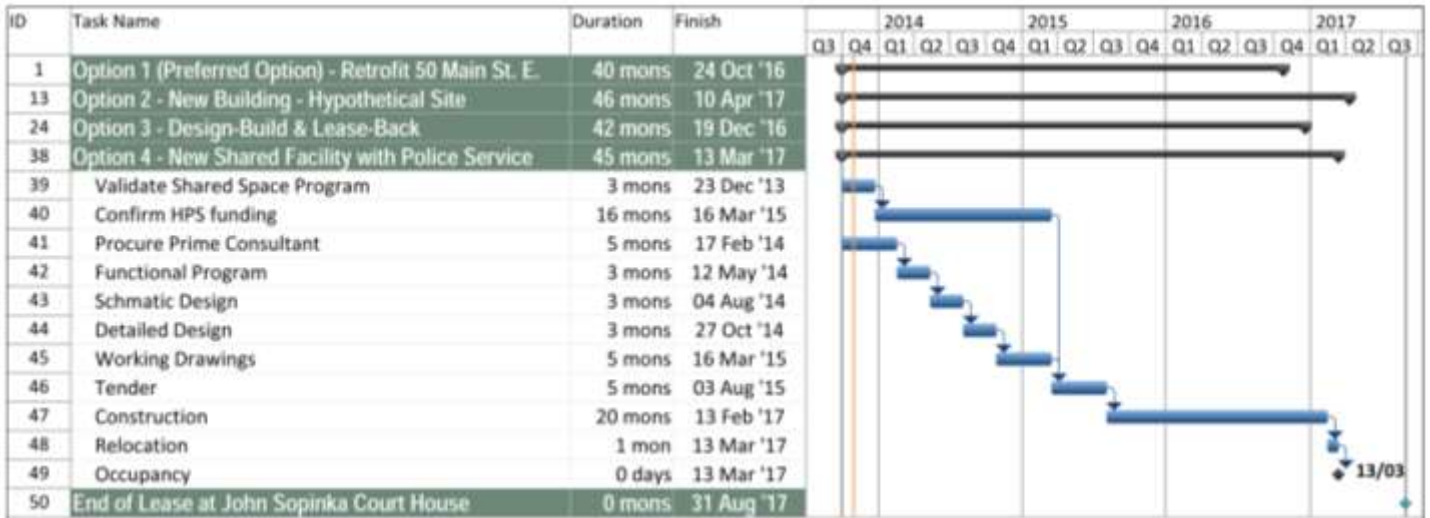 ID Task Name Duration Finish 2014 2015 2016 2017
Q3 Q4 Q1 Q2 Q3 Q4 Q1 Q2 Q3 Q4 Q1 Q2 Q3 Q4 Q1 Q2 Q3
1 Option 1 (Preferred Option) - Retrofit 50 Main St. E. 40 mons 24 Oct '16
13 Option 2 - New Building - Hypothetical Site 46 mons 10 Apr '17
24 Option 3 - Design-Build & Lease-Back 42 mons 19 Dec '16
38 Option 4 - New Shared Facility with Police Service 45 mons 13 Mar '17
39 Validate Shared Space Program 3 mons 23 Dec '13
40 Confirm HPS funding 16 mons 16 Mar '15
41 Procure Prime Consultant 5 mons 17 Feb '14
42 Functional Program 3 mons 12 May '14
43 Schmatic Design 3 mons 04 Aug '14
44 Detailed Design 3 mons 27 Oct '14
45 Working Drawings 5 mons 16 Mar '15
46 Tender 5 mons 03 Aug '15
47 Construction 20 mons 13 Feb '17
48 Relocation 1 mon 13 Mar '17
49 Occupancy 0 days 13 Mar '17 13/03
50 End of Lease at John Sopinka Court House 0 mons 31 Aug '17